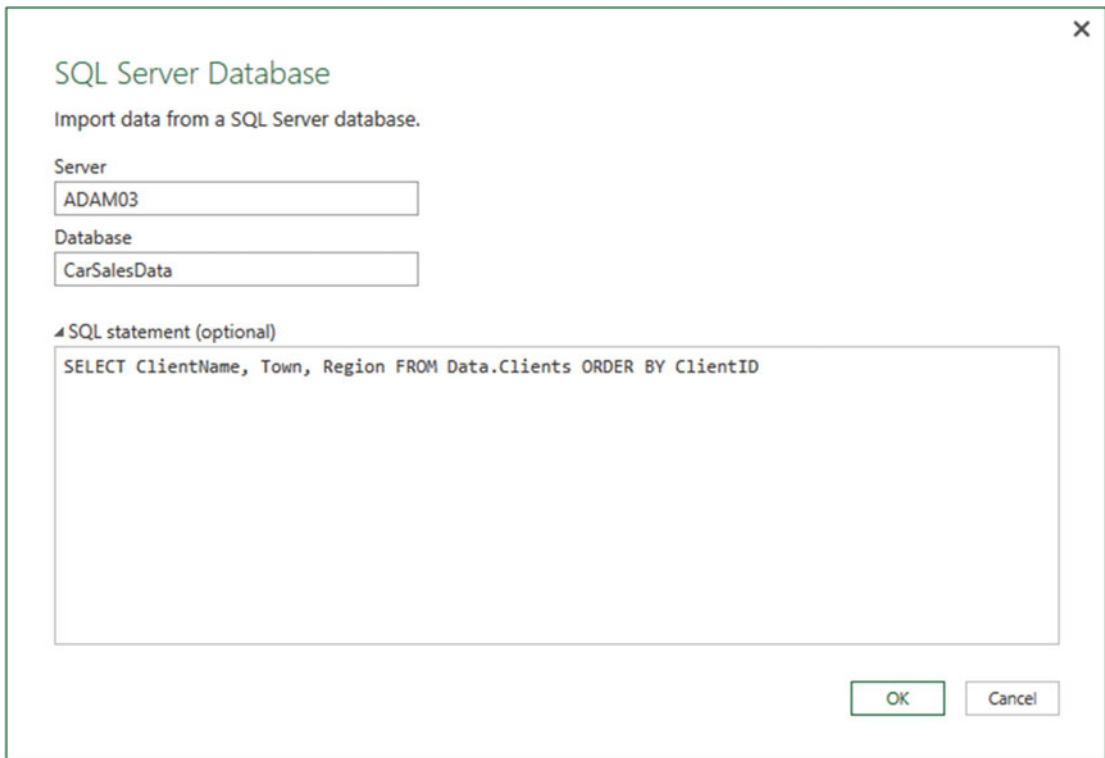 SQL Server Database
Import data from a SQL Server database.
Server
ADAM03
Database
CarSalesData
SQL statement (optional)
SELECT ClientName, Town, Region FROM Data.Clients ORDER BY ClientID
OK
Cancel